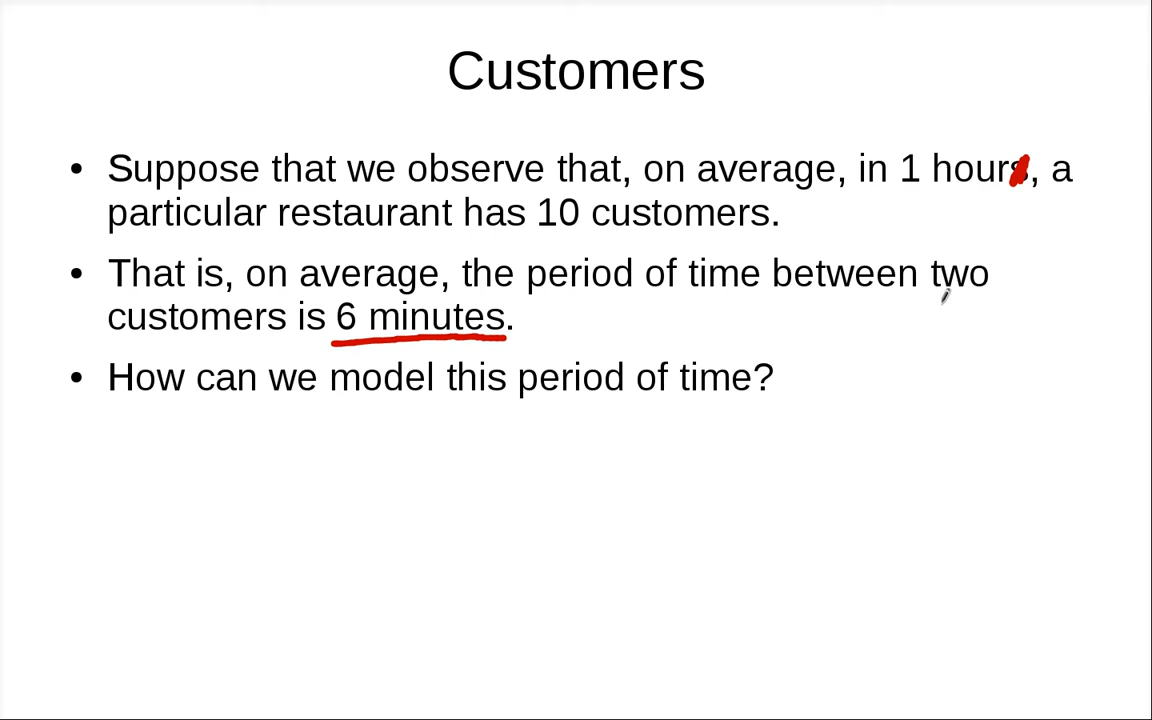 Customers
• Suppose that we observe that, on average, in 1 hours, a
particular restaurant has 10 customers.
• That is, on average, the period of time between two
customers is 6 minutes.
• How can we model this period of time?